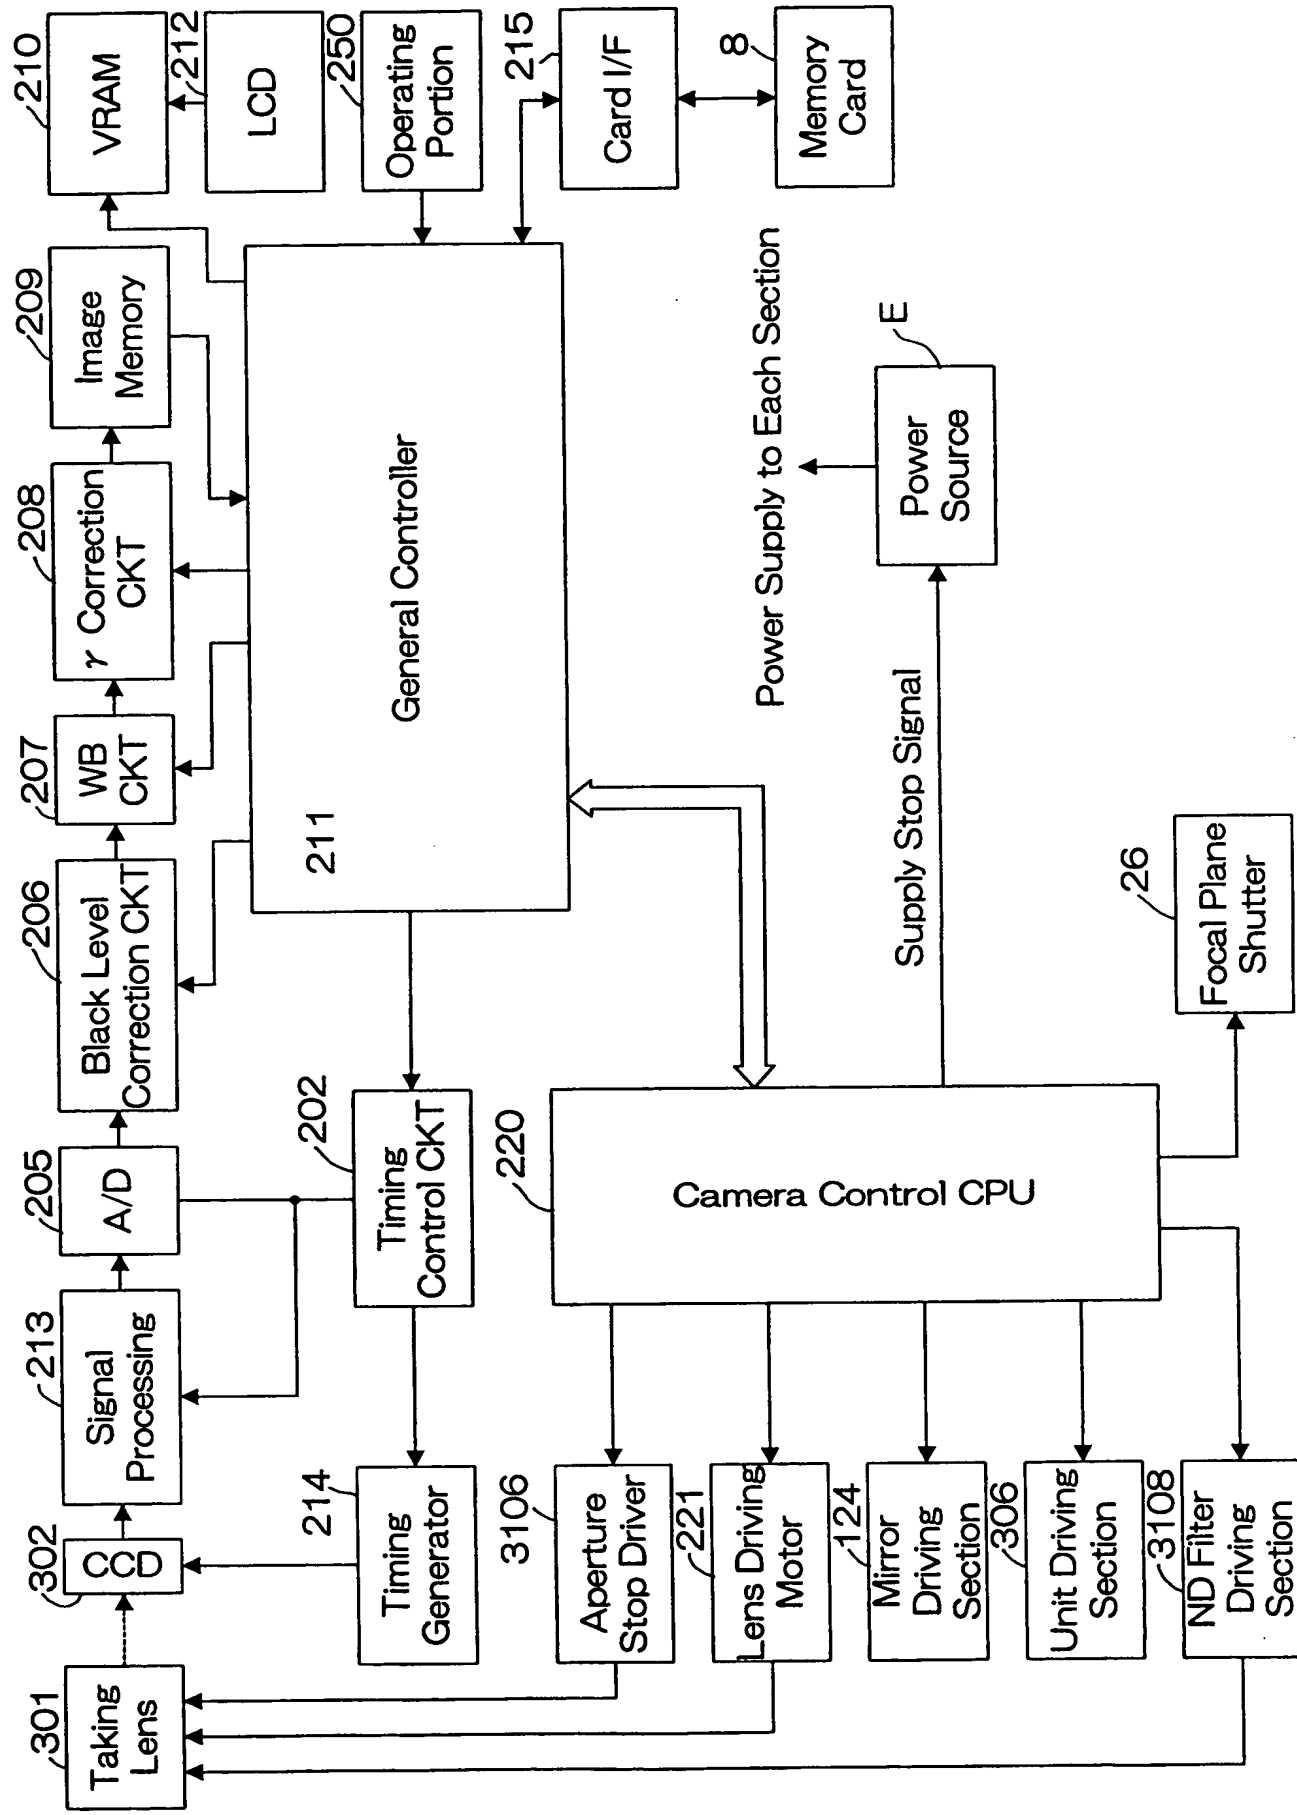 301
Taking
Lens
302
CCD
213
Signal
Processing
205
A/D
206
Black Level
Correction CKT
207
WB
CKT
208
γ Correction
CKT
209
Image
Memory
210
VRAM
212
LCD
250
Operating
Portion
215
Card I/F
8
Memory
Card
211
General Controller
202
Timing
Control CKT
214
Timing
Generator
220
Camera Control CPU
3106
Aperture
Stop Driver
221
Lens Driving
Motor
124
Mirror
Driving
Section
306
Unit Driving
Section
3108
ND Filter
Driving
Section
26
Focal Plane
Shutter
Supply Stop Signal
E
Power
Source
Power Supply to Each Section